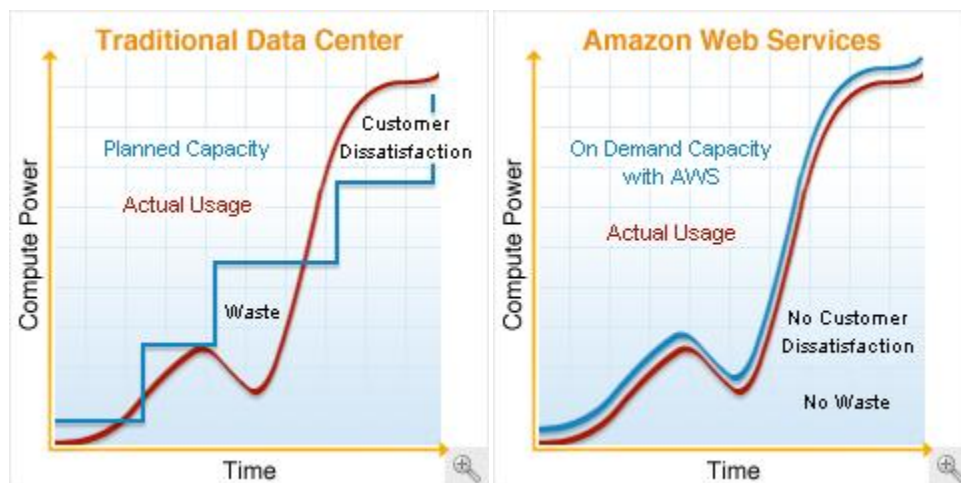 Traditional Data Center
Compute Power
Planned Capacity
Actual Usage
Customer
Dissatisfaction
Waste
Time
Amazon Web Services
Compute Power
On Demand Capacity
with AWS
Actual Usage
No Customer
Dissatisfaction
No Waste
Time